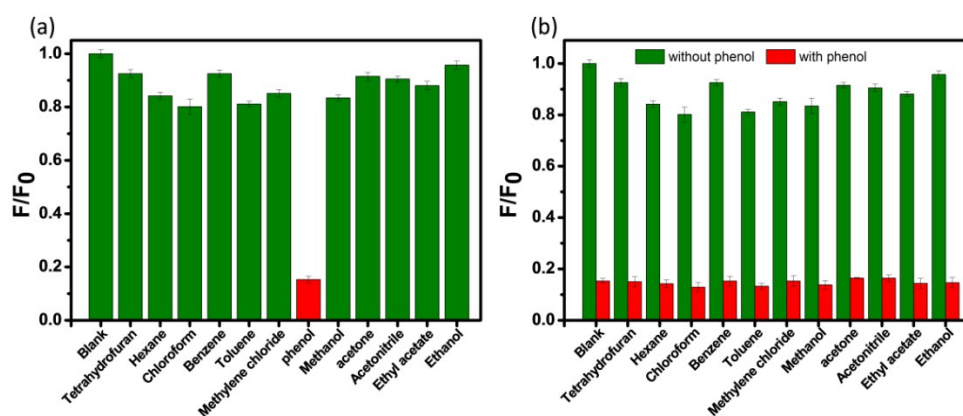 (a)
F/F0
1.0
0.8
0.6
0.4
0.2
0.0
Blank
Tetrahydrofuran
Hexane
Chloroform
Benzene
Toluene
Methylene chloride
phenol
Methanol
acetone
Acetonitrile
Ethyl acetate
Ethanol
(b)
without phenol
with phenol
F/F0
1.0
0.8
0.6
0.4
0.2
0.0
Blank
Tetrahydrofuran
Hexane
Chloroform
Benzene
Toluene
Methylene chloride
Methanol
acetone
Acetonitrile
Ethyl acetate
Ethanol